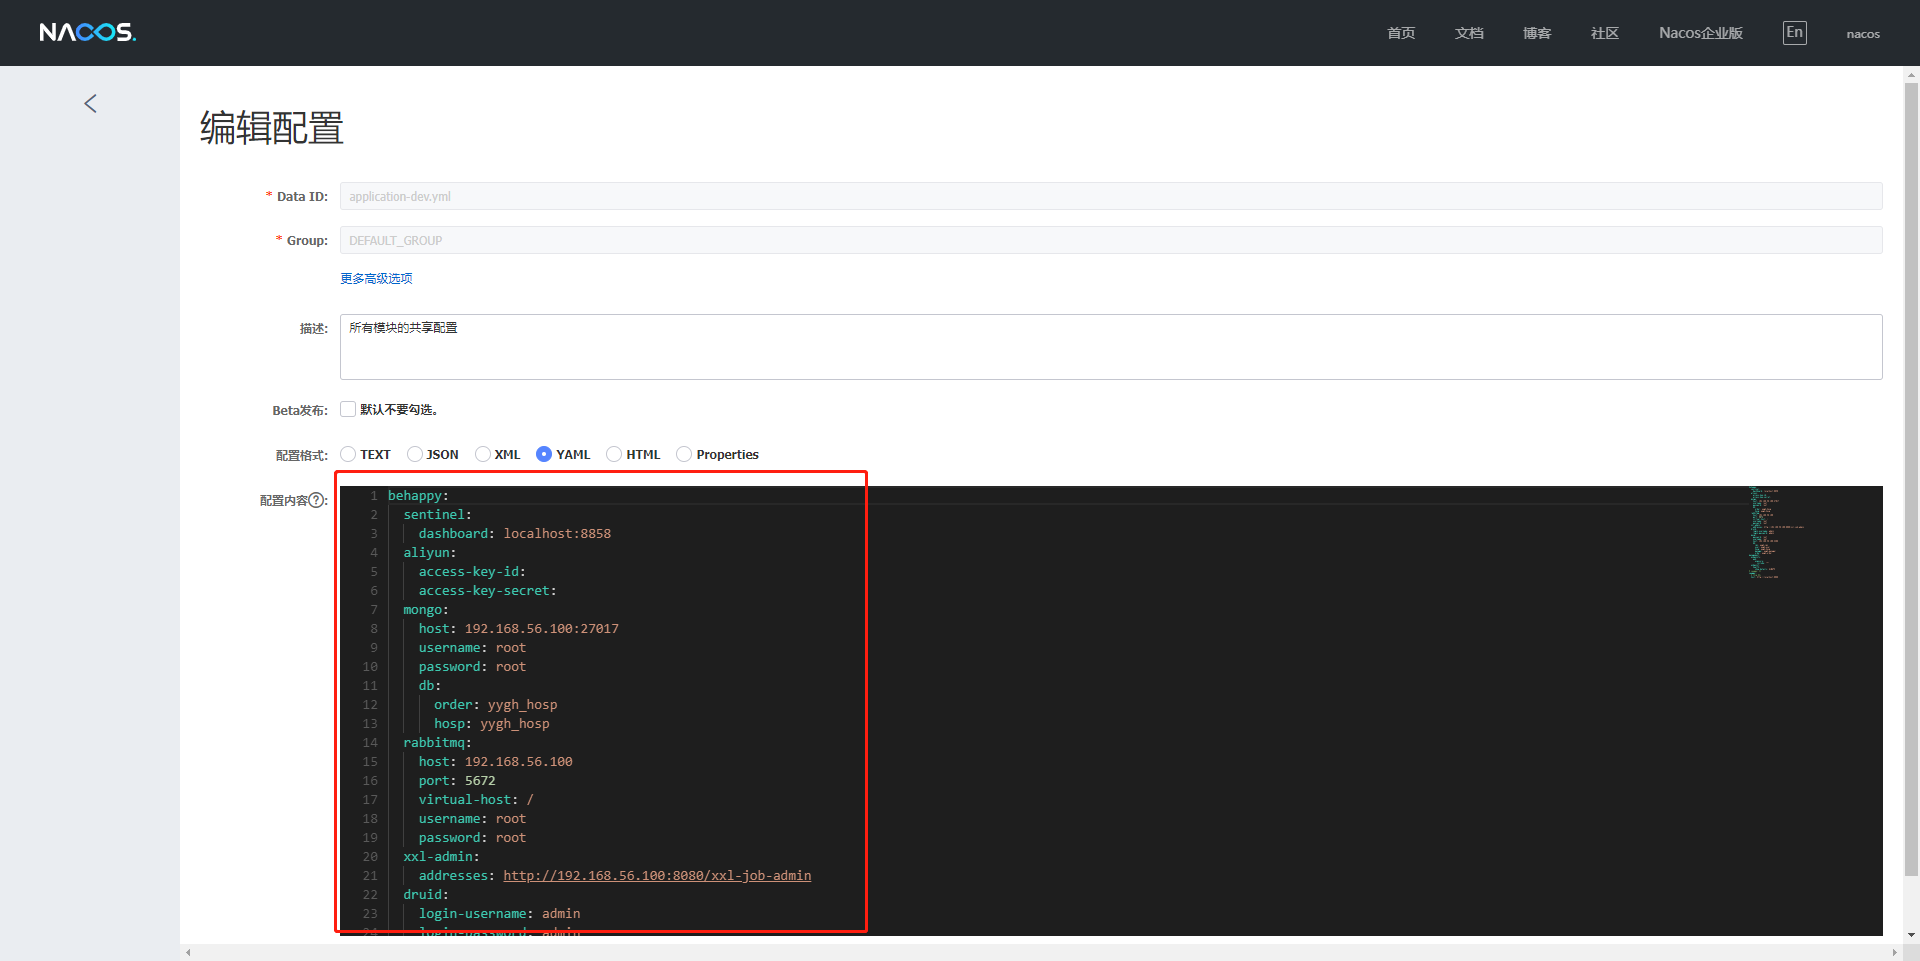 NACOS.
首页 文档 博客 社区 Nacos企业版 En nacos
编辑配置
* Data ID: application-dev.yml
* Group: DEFAULT_GROUP
更多高级选项
描述: 所有模块的共享配置
Beta发布: 默认不要勾选。
配置格式: TEXT JSON XML YAML HTML Properties
配置内容?:
1 behappy:
2 sentinel:
3 dashboard: localhost:8858
4 aliyun:
5 access-key-id:
6 access-key-secret:
7 mongo:
8 host: 192.168.56.100:27017
9 username: root
10 password: root
11 db:
12 order: yygh_hosp
13 hosp: yygh_hosp
14 rabbitmq:
15 host: 192.168.56.100
16 port: 5672
17 virtual-host: /
18 username: root
19 password: root
20 xxl-admin:
21 addresses: http://192.168.56.100:8080/xxl-job-admin
22 druid:
23 login-username: admin
24 login-password: admin